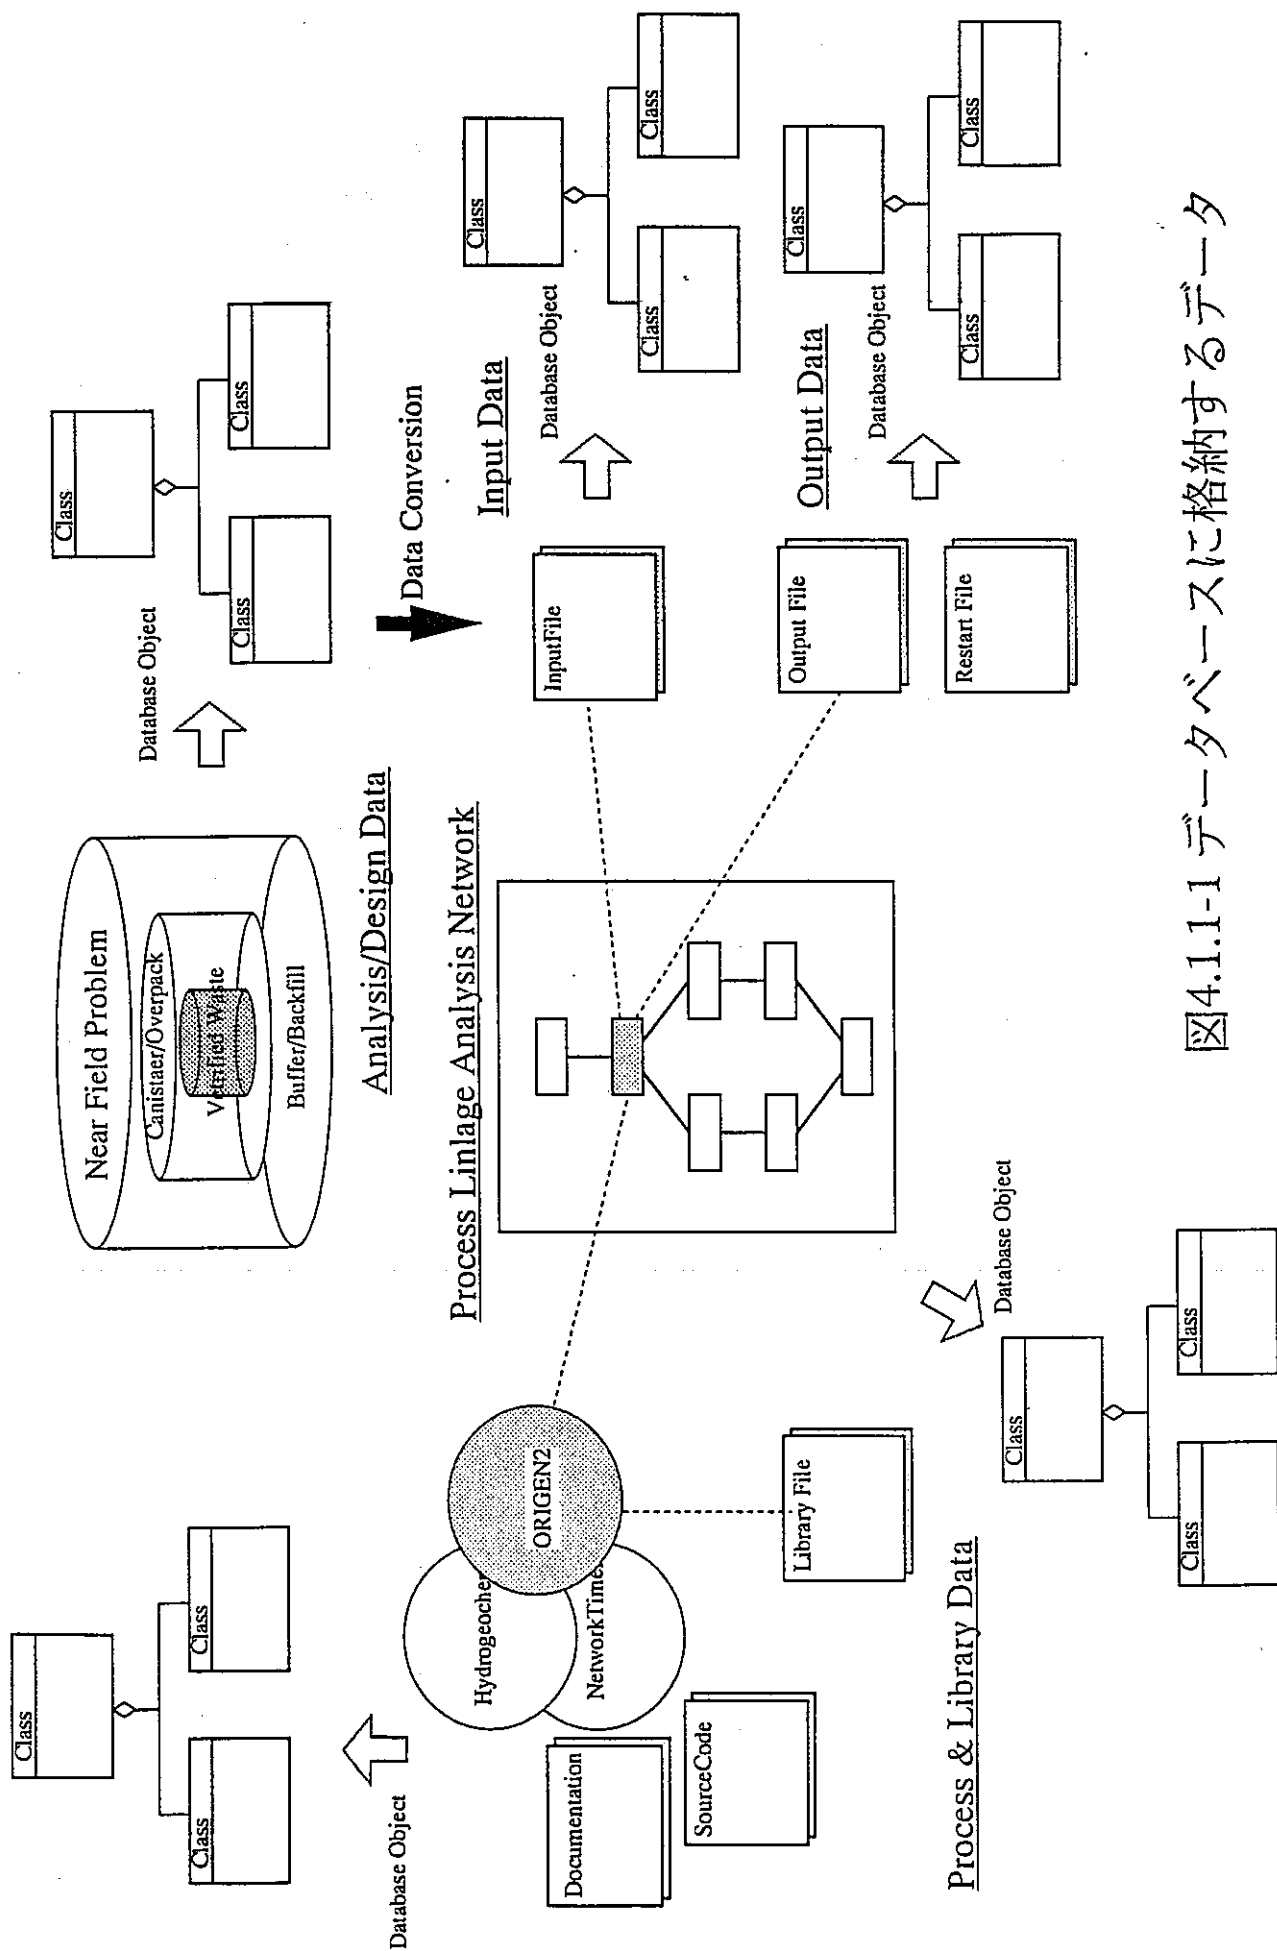 Class
Class
Class
Database Object
Hydrogeochem
NetworkTime
ORIGEN2
Documentation
SourceCode
Library File
Process & Library Data
Near Field Problem
Canistaer/Overpack
Vetrified Waste
Buffer/Backfill
Analysis/Design Data
Database Object
Class
Class
Class
Data Conversion
Process Linlage Analysis Network
Database Object
Class
Class
Class
Input Data
InputFile
Database Object
Class
Class
Class
Output Data
Output File
Restart File
Database Object
Class
Class
Class
図4.1.1-1 データベースに格納するデータ